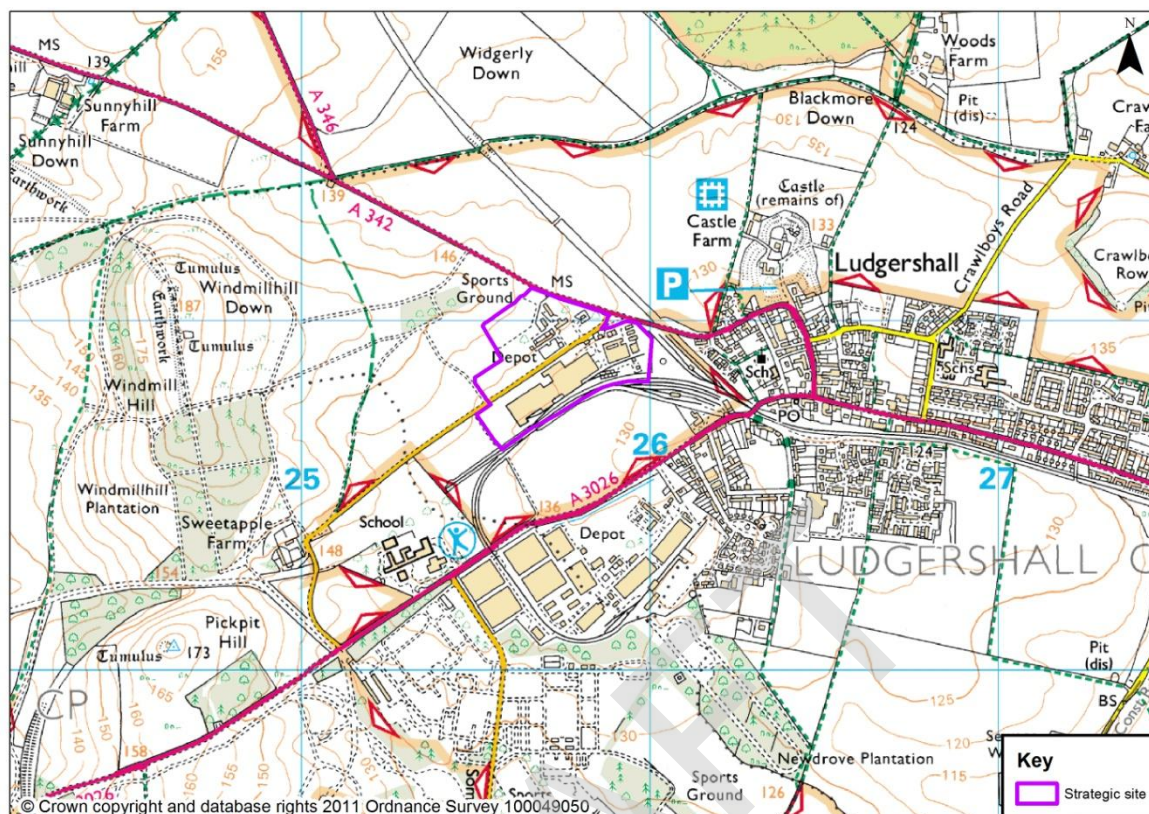 MS
139
155
Widgerly
Down
Woods
Farm
N
Sunnyhill
Farm
Sunnyhill
Down
A 346
Blackmore
Down
130
135
124
Pit
(dis)
Earthwork
139
A 342
146
Castle
(remains of)
Castle
Farm
133
Crawlboys Road
Ludgershall
Tumulus
Windmillhill
Down
187
Earthwork
Tumulus
Sports
Ground
MS
P
130
Row
175
160
145
140
135
Windmill
Hill
Depot
Sch
Schs
135
PO
130
26
124
25
27
Windmillhill
Plantation
A 3026
136
Sweetapple
Farm
School
148
Depot
130
LUDGERSHALL C
154
Pickpit
Hill
Tumulus
173
165
CP
160
Pit
(dis)
125
BS
130
158
155
150
Newdrove Plantation
120
115
Sports
Ground
126
Key
Strategic site
© Crown copyright and database rights 2011 Ordnance Survey 100049050